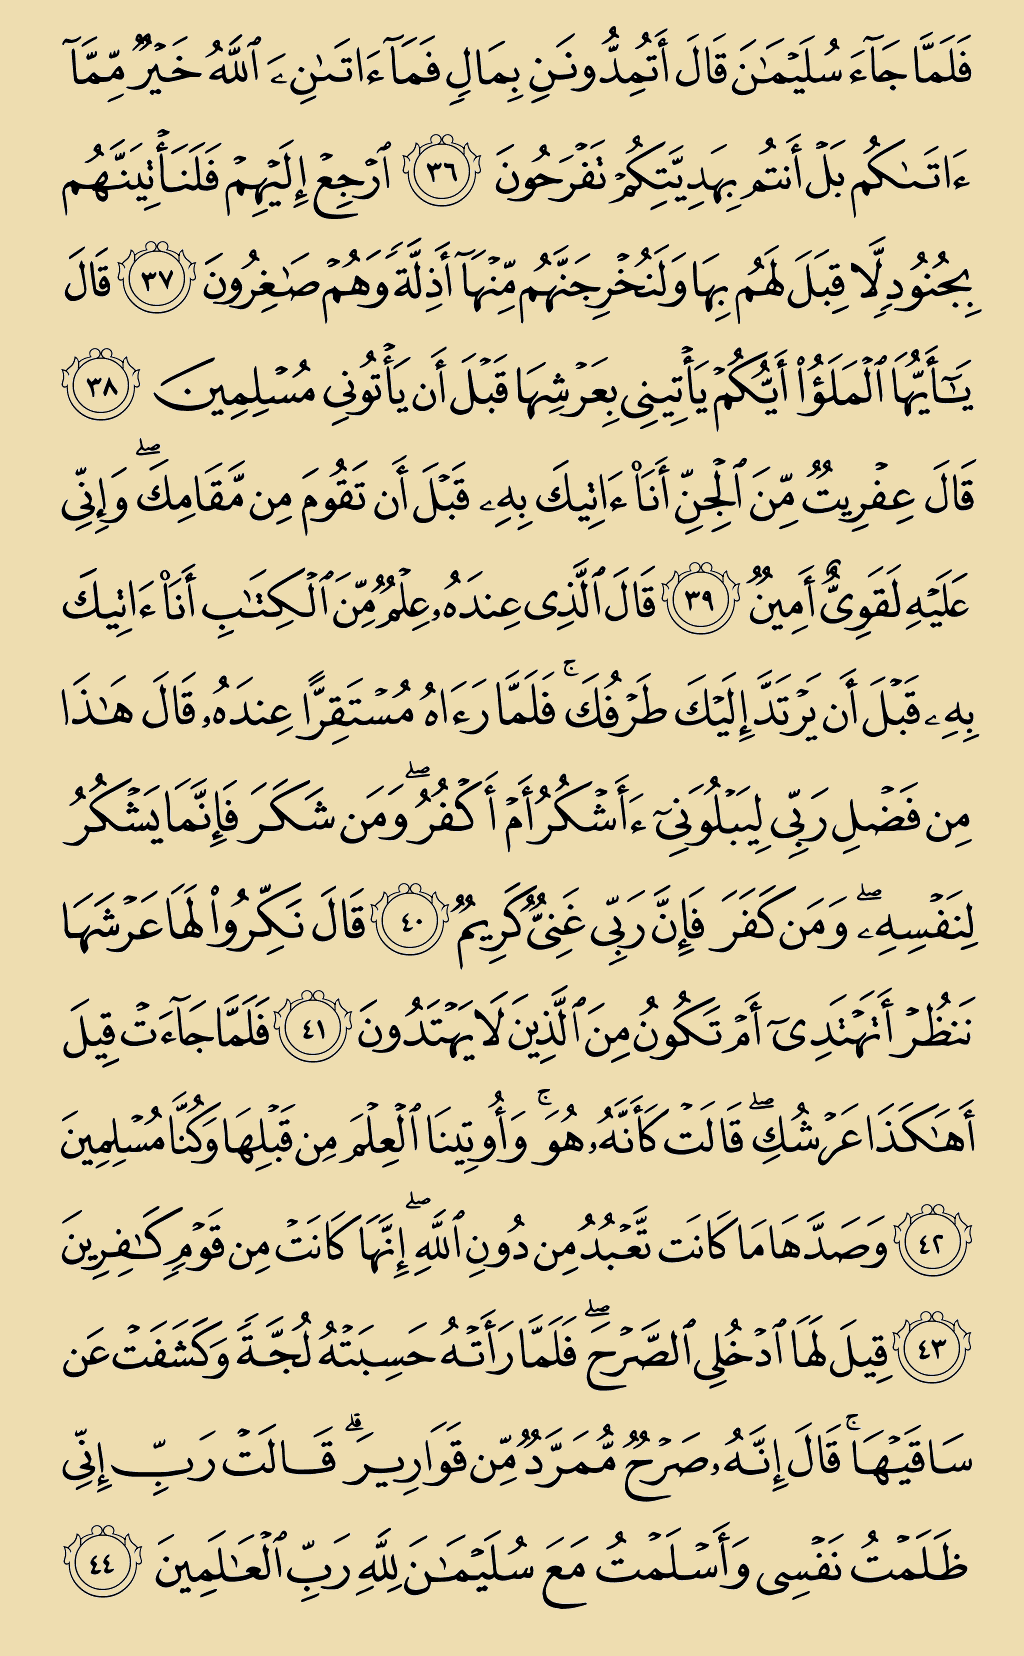 فَلَمَّا جَآءَ سُلَيْمَـٰنَ قَالَ أَتُمِدُّونَنِ بِمَالٍ فَمَآ ءَاتَىٰنِۦَ ٱللَّهُ خَيْرٌ مِّمَّآ
ءَاتَىٰكُم بَلْ أَنتُم بِهَدِيَّتِكُمْ تَفْرَحُونَ ٣٦ ٱرْجِعْ إِلَيْهِمْ فَلَنَأْتِيَنَّهُم
بِجُنُودٍ لَّا قِبَلَ لَهُم بِهَا وَلَنُخْرِجَنَّهُم مِّنْهَآ أَذِلَّةً وَهُمْ صَـٰغِرُونَ ٣٧ قَالَ
يَـٰٓأَيُّهَا ٱلْمَلَؤُا۟ أَيُّكُمْ يَأْتِينِى بِعَرْشِهَا قَبْلَ أَن يَأْتُونِى مُسْلِمِينَ ٣٨
قَالَ عِفْرِيتٌ مِّنَ ٱلْجِنِّ أَنَا۠ ءَاتِيكَ بِهِۦ قَبْلَ أَن تَقُومَ مِن مَّقَامِكَ ۖ وَإِنِّى
عَلَيْهِ لَقَوِىٌّ أَمِينٌ ٣٩ قَالَ ٱلَّذِى عِندَهُۥ عِلْمٌ مِّنَ ٱلْكِتَـٰبِ أَنَا۠ ءَاتِيكَ
بِهِۦ قَبْلَ أَن يَرْتَدَّ إِلَيْكَ طَرْفُكَ ۚ فَلَمَّا رَءَاهُ مُسْتَقِرًّا عِندَهُۥ قَالَ هَـٰذَا
مِن فَضْلِ رَبِّى لِيَبْلُوَنِىٓ ءَأَشْكُرُ أَمْ أَكْفُرُ ۖ وَمَن شَكَرَ فَإِنَّمَا يَشْكُرُ
لِنَفْسِهِۦ ۖ وَمَن كَفَرَ فَإِنَّ رَبِّى غَنِىٌّ كَرِيمٌ ٤٠ قَالَ نَكِّرُوا۟ لَهَا عَرْشَهَا
نَنظُرْ أَتَهْتَدِىٓ أَمْ تَكُونُ مِنَ ٱلَّذِينَ لَا يَهْتَدُونَ ٤١ فَلَمَّا جَآءَتْ قِيلَ
أَهَـٰكَذَا عَرْشُكِ ۖ قَالَتْ كَأَنَّهُۥ هُوَ ۚ وَأُوتِينَا ٱلْعِلْمَ مِن قَبْلِهَا وَكُنَّا مُسْلِمِينَ
٤٢ وَصَدَّهَا مَا كَانَت تَّعْبُدُ مِن دُونِ ٱللَّهِ ۖ إِنَّهَا كَانَتْ مِن قَوْمٍ كَـٰفِرِينَ
٤٣ قِيلَ لَهَا ٱدْخُلِى ٱلصَّرْحَ ۖ فَلَمَّا رَأَتْهُ حَسِبَتْهُ لُجَّةً وَكَشَفَتْ عَن
سَاقَيْهَا ۚ قَالَ إِنَّهُۥ صَرْحٌ مُّمَرَّدٌ مِّن قَوَارِيرَ ۗ قَالَتْ رَبِّ إِنِّى
ظَلَمْتُ نَفْسِى وَأَسْلَمْتُ مَعَ سُلَيْمَـٰنَ لِلَّهِ رَبِّ ٱلْعَـٰلَمِينَ ٤٤